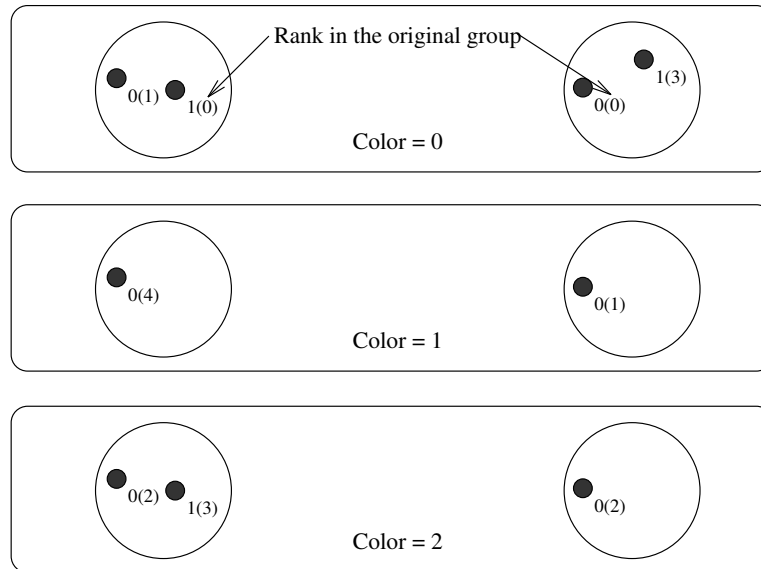 Rank in the original group
0(1)
1(0)
0(0)
1(3)
Color = 0
0(4)
0(1)
Color = 1
0(2)
1(3)
0(2)
Color = 2